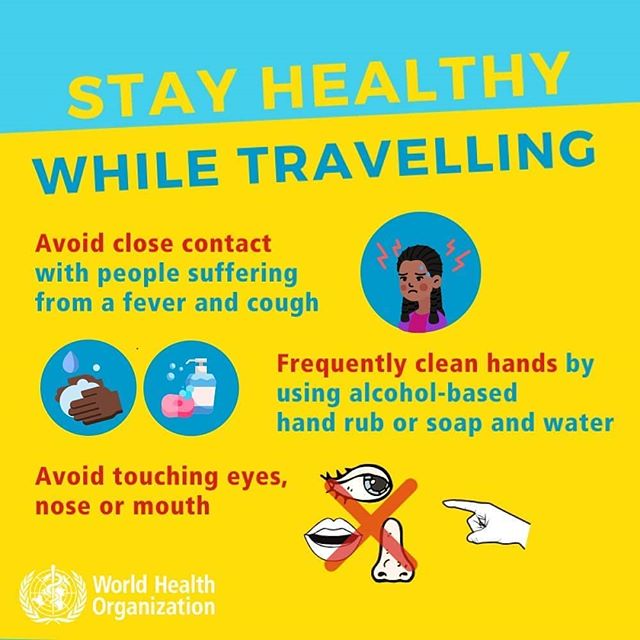 STAY HEALTHY
WHILE TRAVELLING
Avoid close contact
with people suffering
from a fever and cough
Frequently clean hands by
using alcohol-based
hand rub or soap and water
Avoid touching eyes,
nose or mouth
World Health
Organization